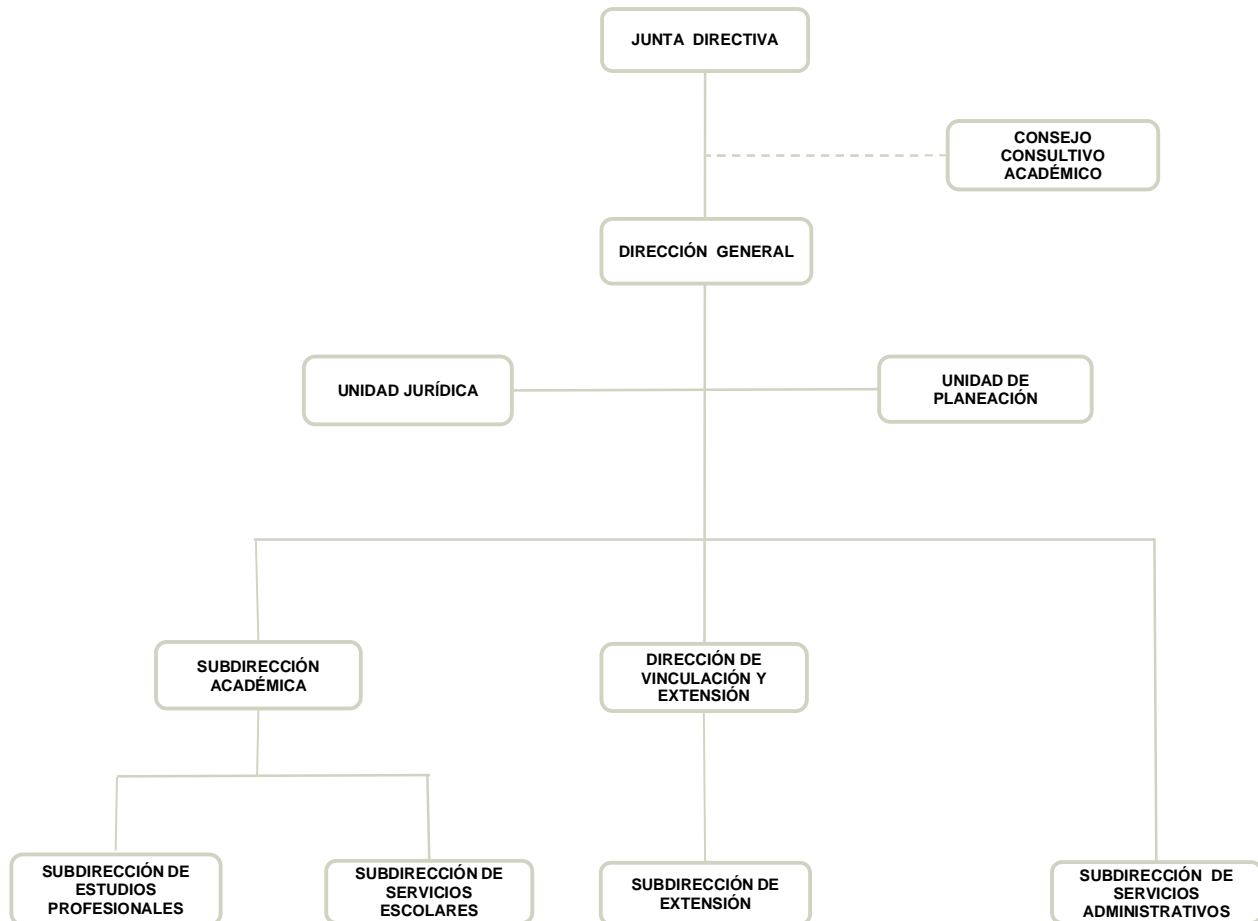 JUNTA DIRECTIVA
CONSEJO
CONSULTIVO
ACADÉMICO
DIRECCIÓN GENERAL
UNIDAD JURÍDICA
UNIDAD DE
PLANEACIÓN
SUBDIRECCIÓN
ACADÉMICA
DIRECCIÓN DE
VINCULACIÓN Y
EXTENSIÓN
SUBDIRECCIÓN DE
ESTUDIOS
PROFESIONALES
SUBDIRECCIÓN DE
SERVICIOS
ESCOLARES
SUBDIRECCIÓN DE
EXTENSIÓN
SUBDIRECCIÓN DE
SERVICIOS
ADMINISTRATIVOS